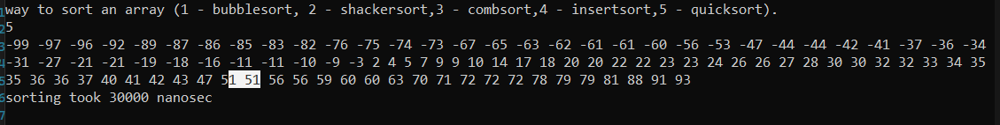 way to sort an array (1 - bubblesort, 2 - shackersort,3 - combsort,4 - insertsort,5 - quicksort).
5
-99 -97 -96 -92 -89 -87 -86 -85 -83 -82 -76 -75 -74 -73 -67 -65 -63 -62 -61 -61 -60 -56 -53 -47 -44 -44 -42 -41 -37 -36 -34
-31 -27 -21 -21 -19 -18 -16 -11 -11 -10 -9 -3 2 4 5 7 9 9 10 14 17 18 20 20 22 22 23 23 24 26 26 27 28 30 30 32 32 33 34 35
35 36 36 37 40 41 42 43 47 51 51 56 56 59 60 60 63 70 71 72 72 72 78 79 79 81 88 91 93
sorting took 30000 nanosec